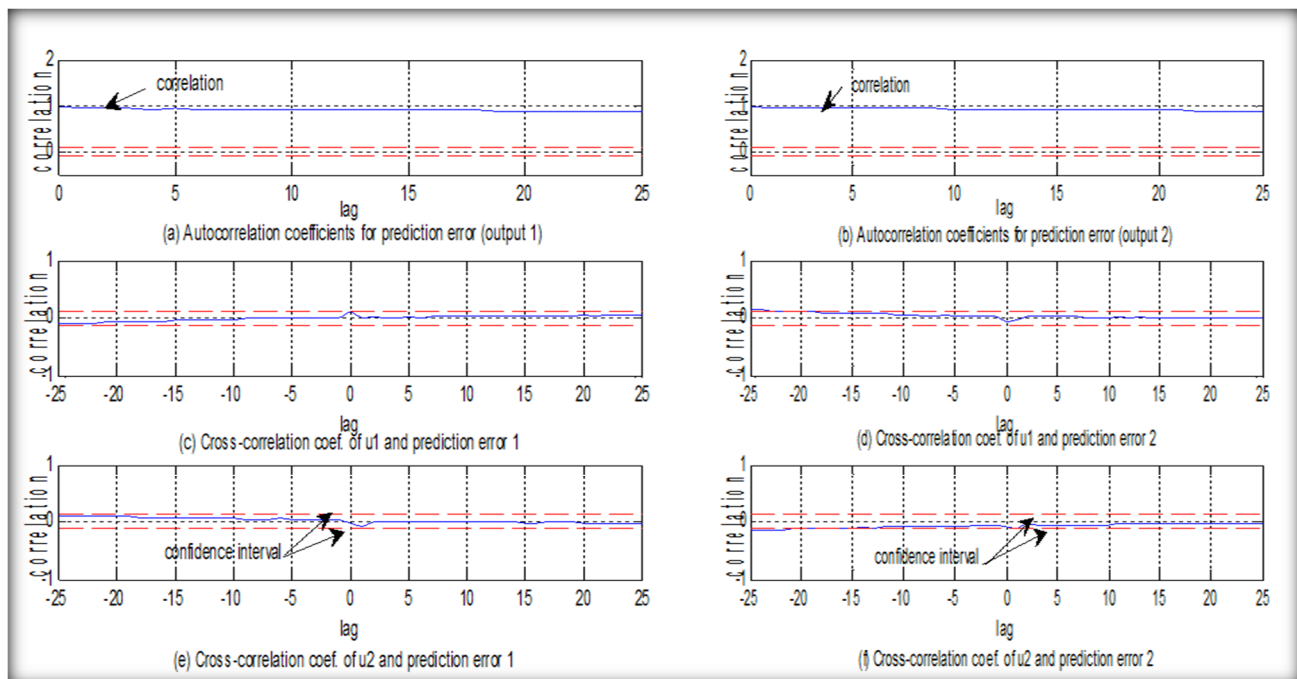 correlation
2
1
0
correlation
0 5 10 15 20 25
lag
(a) Autocorrelation coefficients for prediction error (output 1)
correlation
2
1
0
correlation
0 5 10 15 20 25
lag
(b) Autocorrelation coefficients for prediction error (output 2)
correlation
1
0
-1
-25 -20 -15 -10 -5 0 5 10 15 20 25
lag
(c) Cross-correlation coef. of u1 and prediction error 1
correlation
1
0
-1
-25 -20 -15 -10 -5 0 5 10 15 20 25
lag
(d) Cross-correlation coef. of u1 and prediction error 2
correlation
1
0
-1
confidence interval
-25 -20 -15 -10 -5 0 5 10 15 20 25
lag
(e) Cross-correlation coef. of u2 and prediction error 1
correlation
1
0
-1
confidence interval
-25 -20 -15 -10 -5 0 5 10 15 20 25
lag
(f) Cross-correlation coef. of u2 and prediction error 2